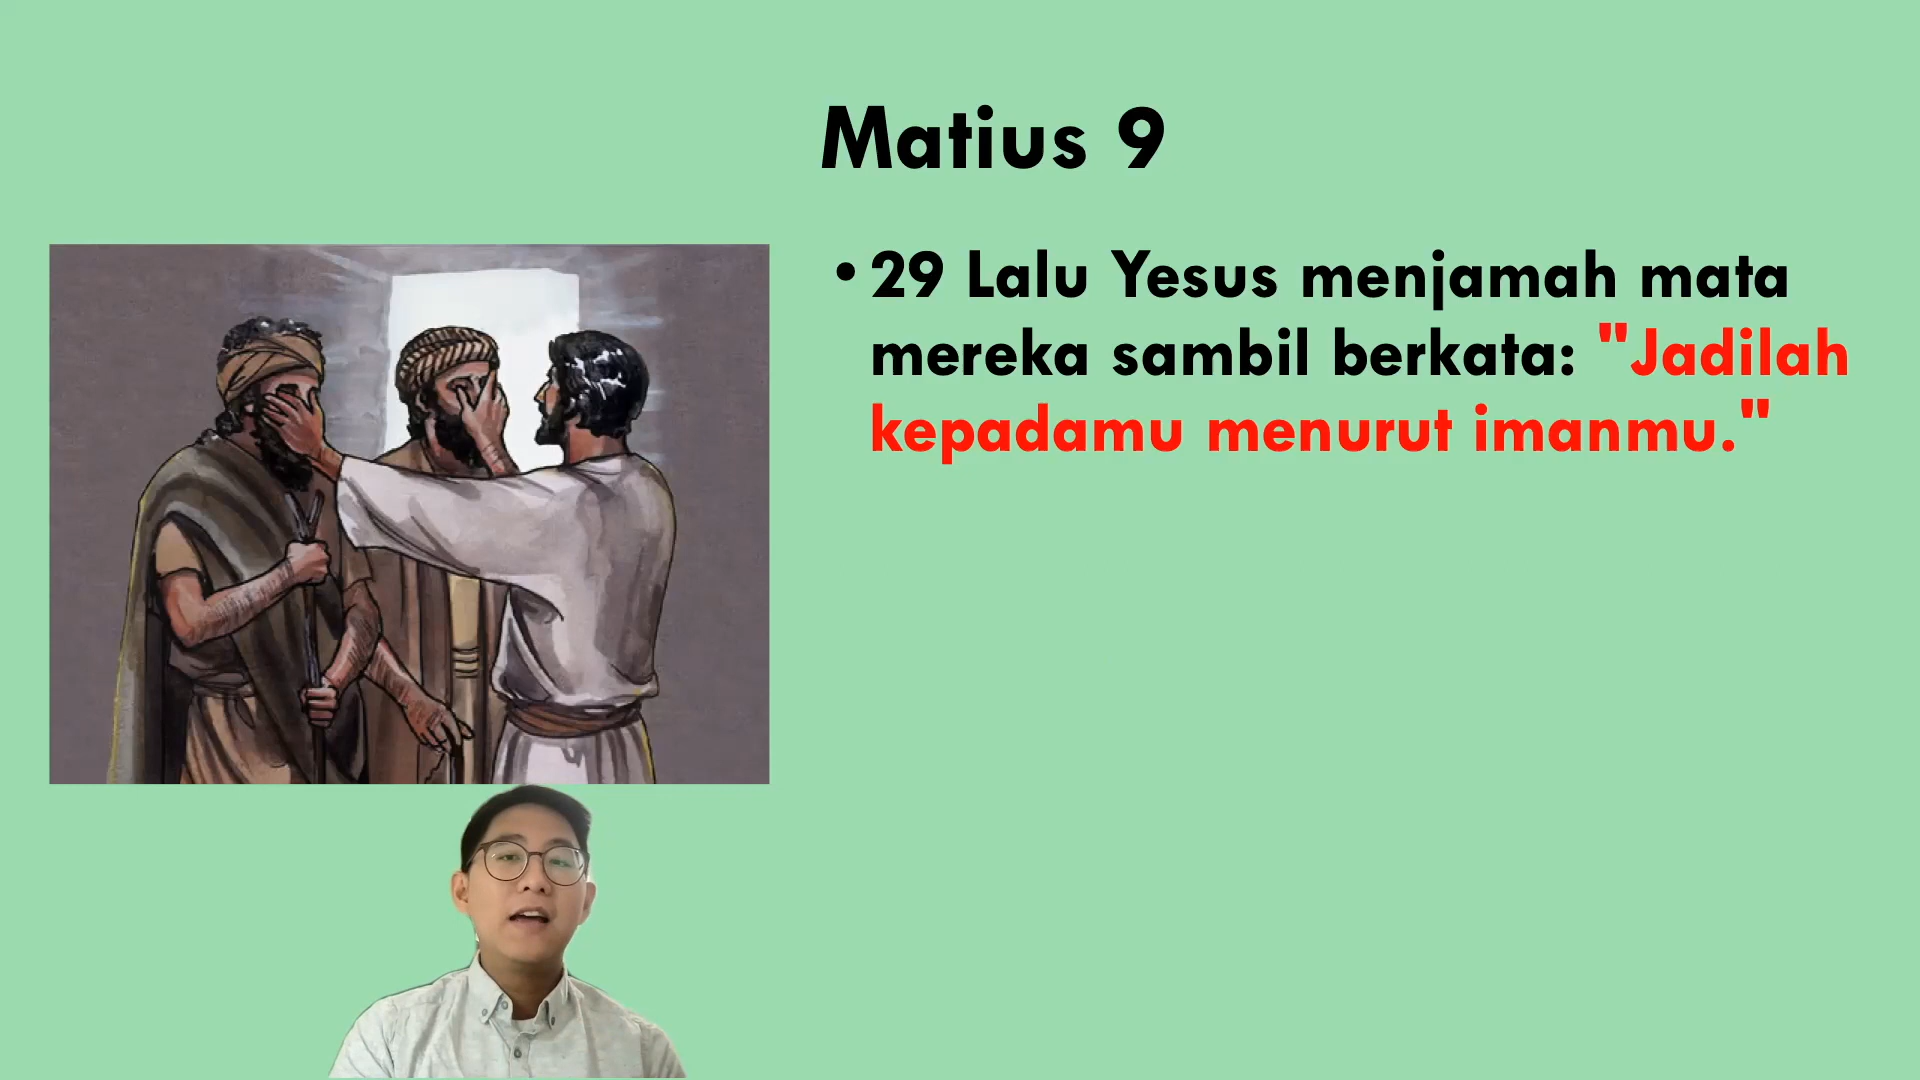 Matius 9
•29 Lalu Yesus menjamah mata
mereka sambil berkata: "Jadilah
kepadamu menurut imanmu."